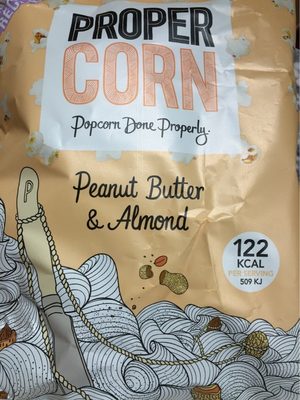 PROPER
CORN
Popcorn Done Properly.
Peanut Butter
& Almond
122
KCAL
PER SERVING
509 KJ
P